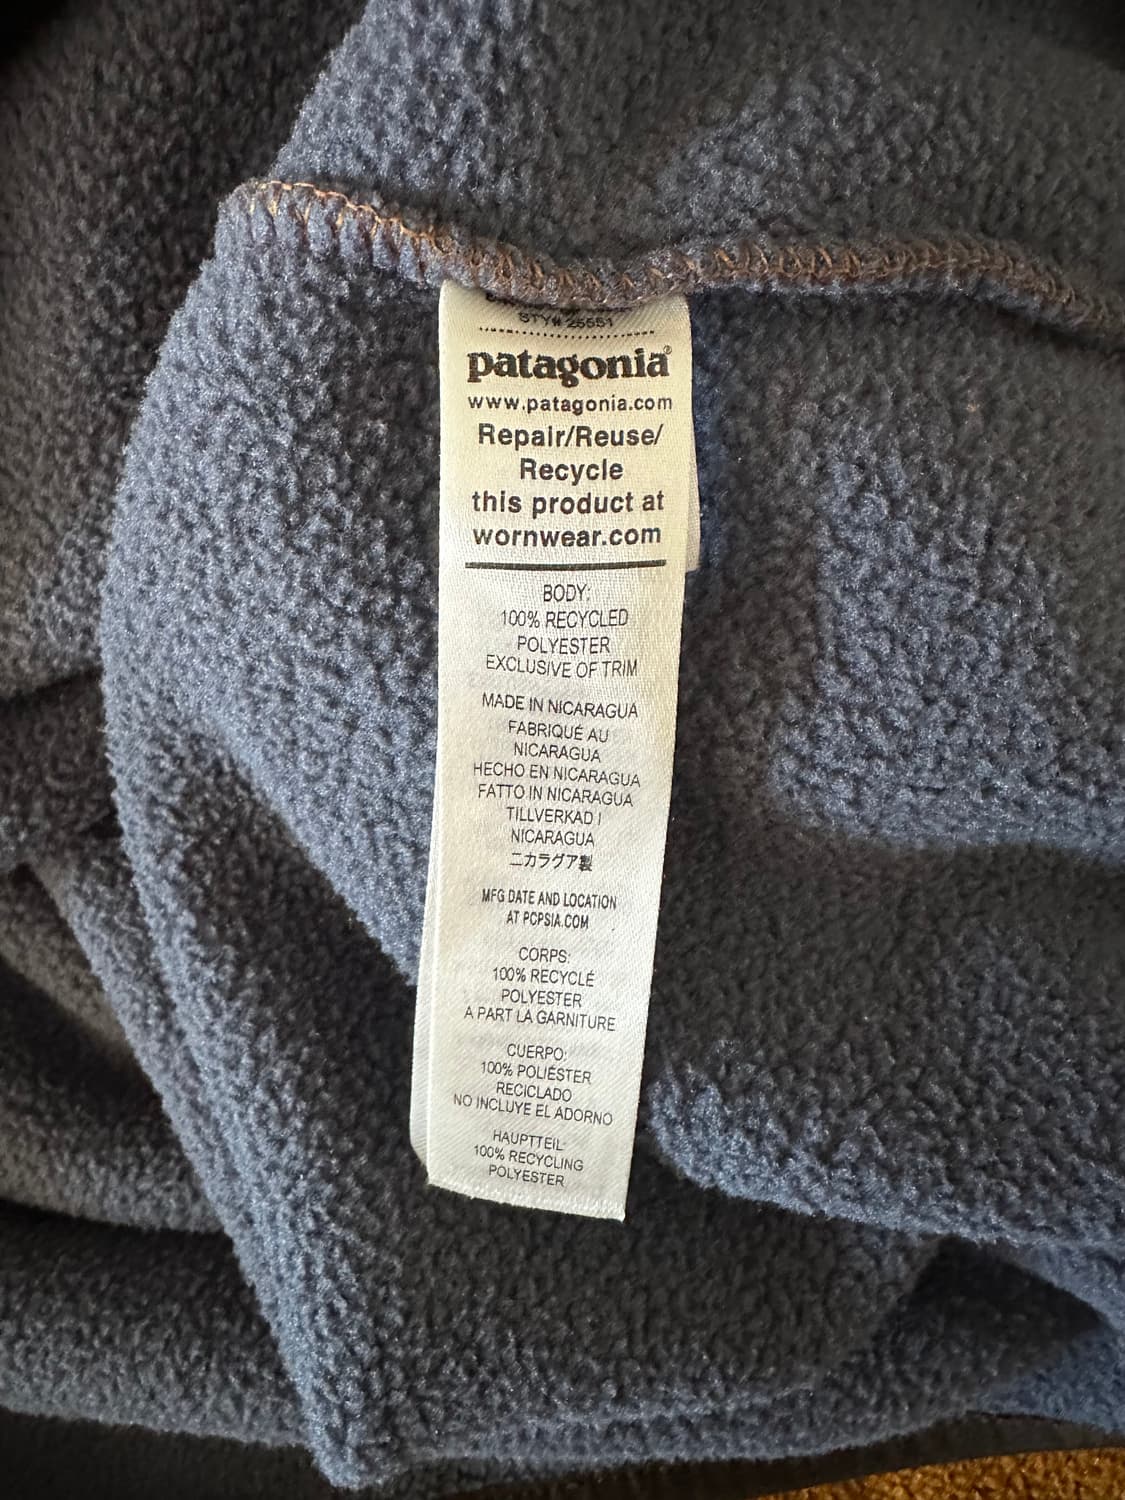 STY# 25551
patagonia®
www.patagonia.com
Repair/Reuse/
Recycle
this product at
wornwear.com
BODY:
100% RECYCLED
POLYESTER
EXCLUSIVE OF TRIM
MADE IN NICARAGUA
FABRIQUÉ AU
NICARAGUA
HECHO EN NICARAGUA
FATTO IN NICARAGUA
TILLVERKAD I
NICARAGUA
ニカラグア製
MFG DATE AND LOCATION
AT PCPSIA.COM
CORPS:
100% RECYCLÉ
POLYESTER
A PART LA GARNITURE
CUERPO:
100% POLIÉSTER
RECICLADO
NO INCLUYE EL ADORNO
HAUPTTEIL:
100% RECYCLING
POLYESTER